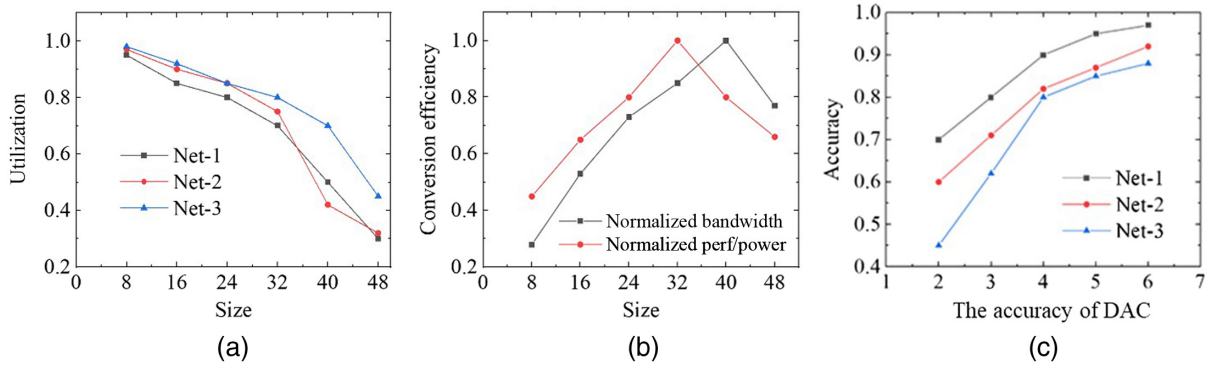 1.0
0.8
0.6
0.4
0.2
Utilization
Net-1
Net-2
Net-3
0 8 16 24 32 40 48
Size
(a)
1.0
0.8
0.6
0.4
0.2
Conversion efficiency
Normalized bandwidth
Normalized perf/power
0 8 16 24 32 40 48
Size
(b)
1.0
0.9
0.8
0.7
0.6
0.5
0.4
Accuracy
Net-1
Net-2
Net-3
1 2 3 4 5 6 7
The accuracy of DAC
(c)